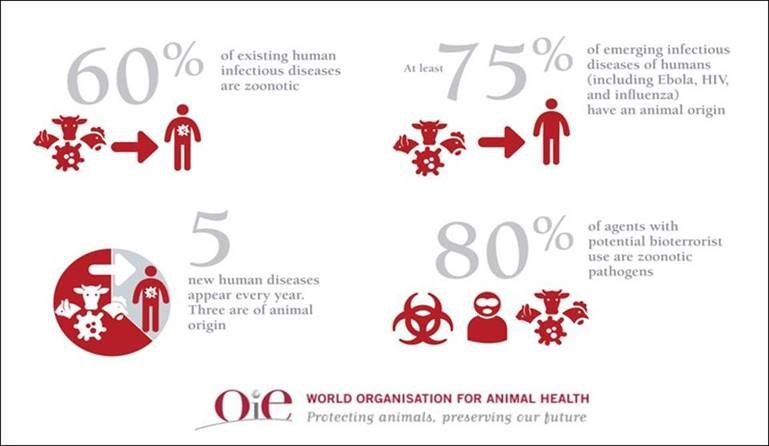 60%
of existing human
infectious diseases
are zoonotic
At least 75%
of emerging infectious
diseases of humans
(including Ebola, HIV,
and influenza)
have an animal origin
5
new human diseases
appear every year.
Three are of animal
origin
80%
of agents with
potential bioterrorist
use are zoonotic
pathogens
oie
WORLD ORGANISATION FOR ANIMAL HEALTH
Protecting animals, preserving our future